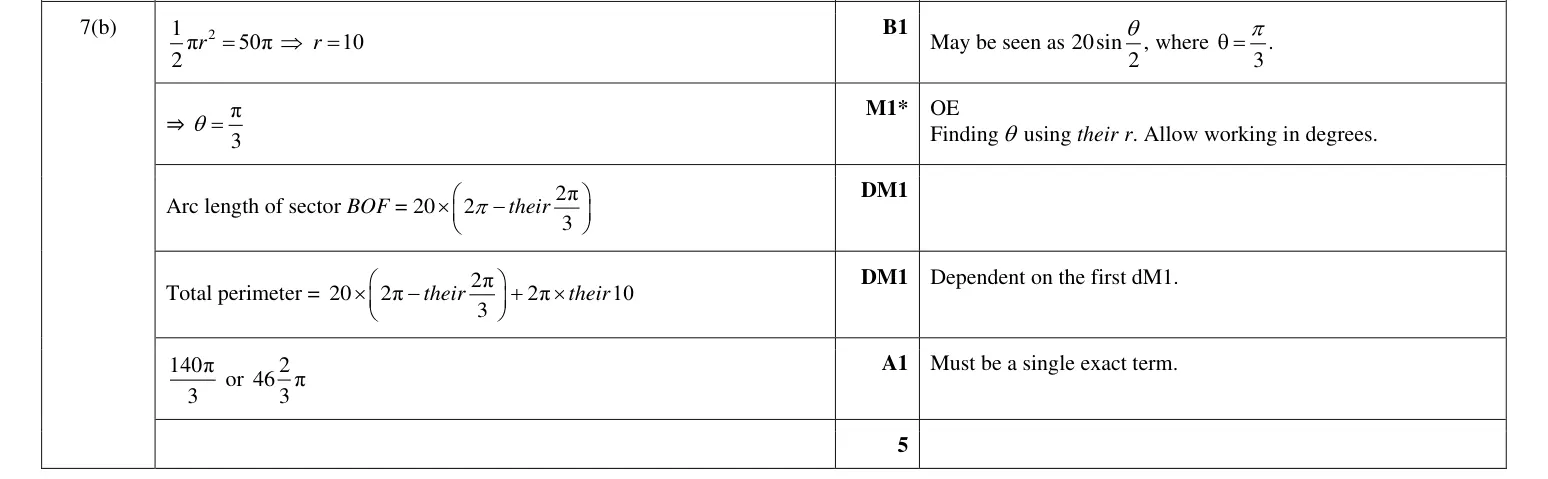 7(b) 1/2 πr² = 50π ⇒ r = 10 B1 May be seen as 20 sin θ/2, where θ = π/3.
⇒ θ = π/3 M1* OE
Finding θ using their r. Allow working in degrees.
Arc length of sector BOF = 20 × (2π − their 2π/3) DM1
Total perimeter = 20 × (2π − their 2π/3) + 2π × their 10 DM1 Dependent on the first dM1.
140π/3 or 46 2/3 π A1 Must be a single exact term.
5